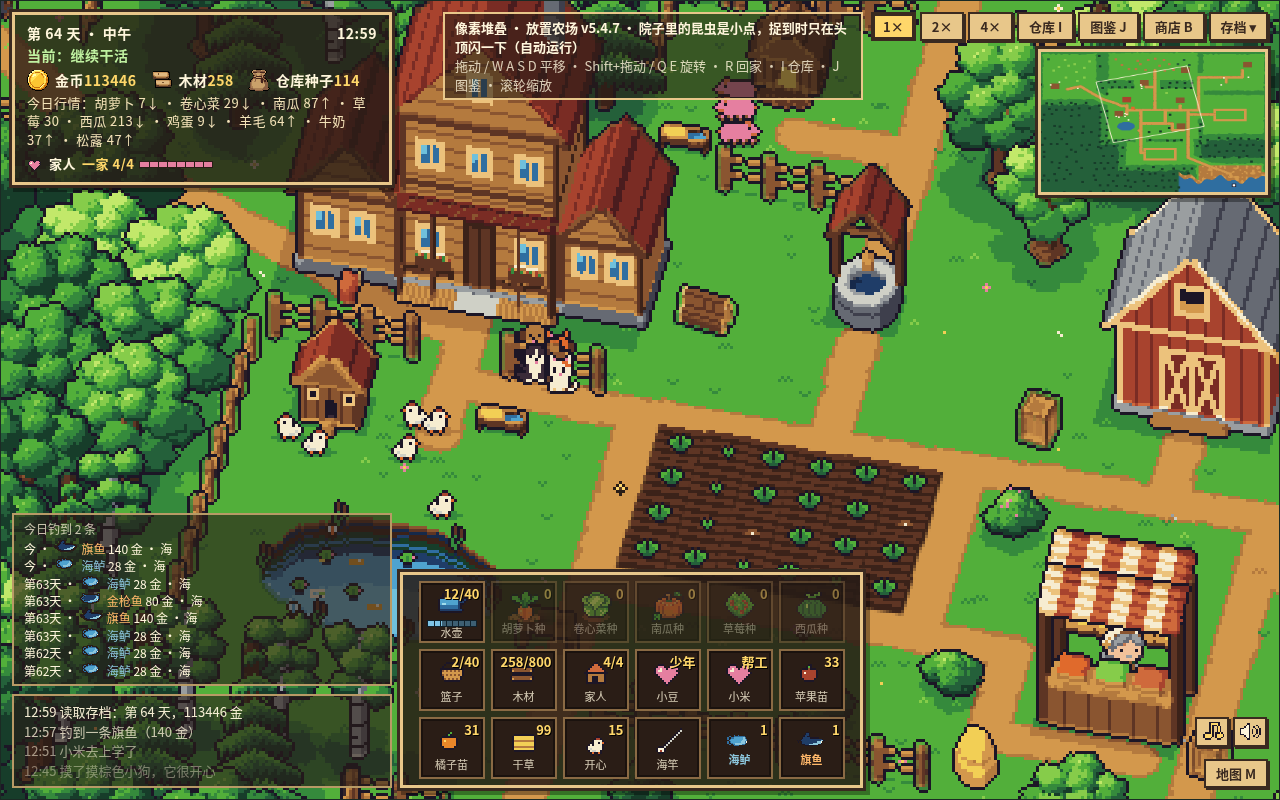 第 64 天 · 中午 12:59
当前：继续干活
金币113446 木材258 仓库种子114
今日行情：胡萝卜 7↓ · 卷心菜 29↓ · 南瓜 87↑ · 草
莓 30 · 西瓜 213↓ · 鸡蛋 9↓ · 羊毛 64↑ · 牛奶
37↑ · 松露 47↑
家人 一家 4/4
像素堆叠 · 放置农场 v5.4.7 · 院子里的昆虫是小点，捉到时只在头
顶闪一下（自动运行）
拖动 / W A S D 平移 · Shift+拖动 / Q E 旋转 · R 回家 · I 仓库 · J
图鉴 · 滚轮缩放
1× 2× 4× 仓库 I 图鉴 J 商店 B 存档 ▾
今日钓到 2 条
今 · 旗鱼 140 金 · 海
今 · 海鲈 28 金 · 海
第63天 · 海鲈 28 金 · 海
第63天 · 金枪鱼 80 金 · 海
第63天 · 旗鱼 140 金 · 海
第63天 · 海鲈 28 金 · 海
第62天 · 海鲈 28 金 · 海
第62天 · 海鲈 28 金 · 海
12:59 读取存档：第 64 天，113446 金
12:57 钓到一条旗鱼（140 金）
12:51 小米去上学了
12:45 摸了摸棕色小狗，它很开心
12/40 0 0 0 0 0
水壶 胡萝卜种 卷心菜种 南瓜种 草莓种 西瓜种
2/40 258/800 4/4 少年 帮工 33
篮子 木材 家人 小豆 小米 苹果苗
31 99 15 1 1
橘子苗 干草 开心 海竿 海鲈 旗鱼
地图 M